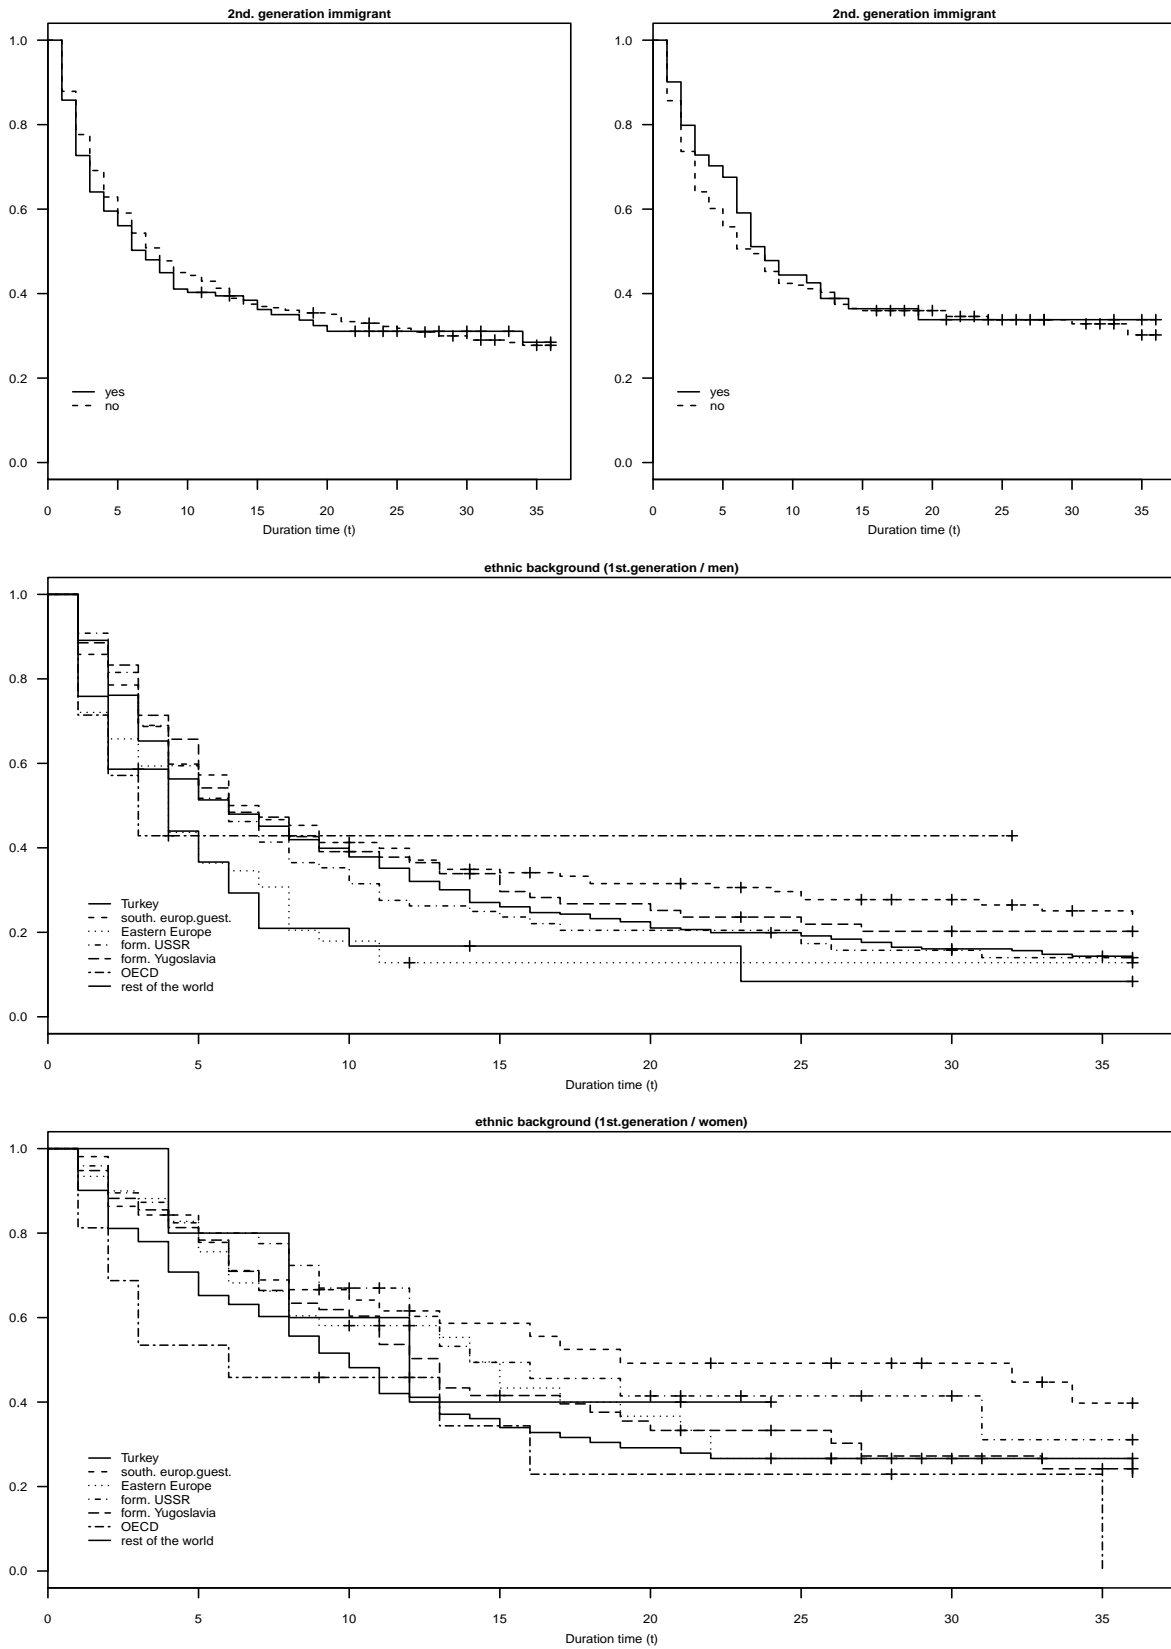 2nd. generation immigrant
1.0
0.8
0.6
0.4
0.2
0.0
yes
no
0 5 10 15 20 25 30 35
Duration time (t)
2nd. generation immigrant
1.0
0.8
0.6
0.4
0.2
0.0
yes
no
0 5 10 15 20 25 30 35
Duration time (t)
ethnic background (1st.generation / men)
1.0
0.8
0.6
0.4
0.2
0.0
Turkey
south. europ.guest.
Eastern Europe
form. USSR
form. Yugoslavia
OECD
rest of the world
0 5 10 15 20 25 30 35
Duration time (t)
ethnic background (1st.generation / women)
1.0
0.8
0.6
0.4
0.2
0.0
Turkey
south. europ.guest.
Eastern Europe
form. USSR
form. Yugoslavia
OECD
rest of the world
0 5 10 15 20 25 30 35
Duration time (t)